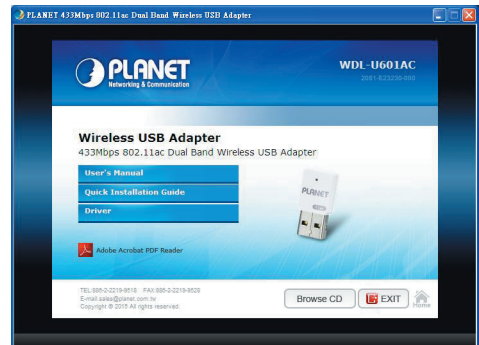 PLANET 433Mbps 802.11ac Dual Band Wireless USB Adapter
PLANET
Networking & Communication
WDL-U601AC
Wireless USB Adapter
433Mbps 802.11ac Dual Band Wireless USB Adapter
User's Manual
Quick Installation Guide
Driver
PLANET
Adobe Acrobat PDF Reader
TEL:886-2-2219-9518 FAX:886-2-2219-9528
E-mail:sales@planet.com.tw
Copyright © 2015 All rights reserved.
Browse CD
EXIT
Home